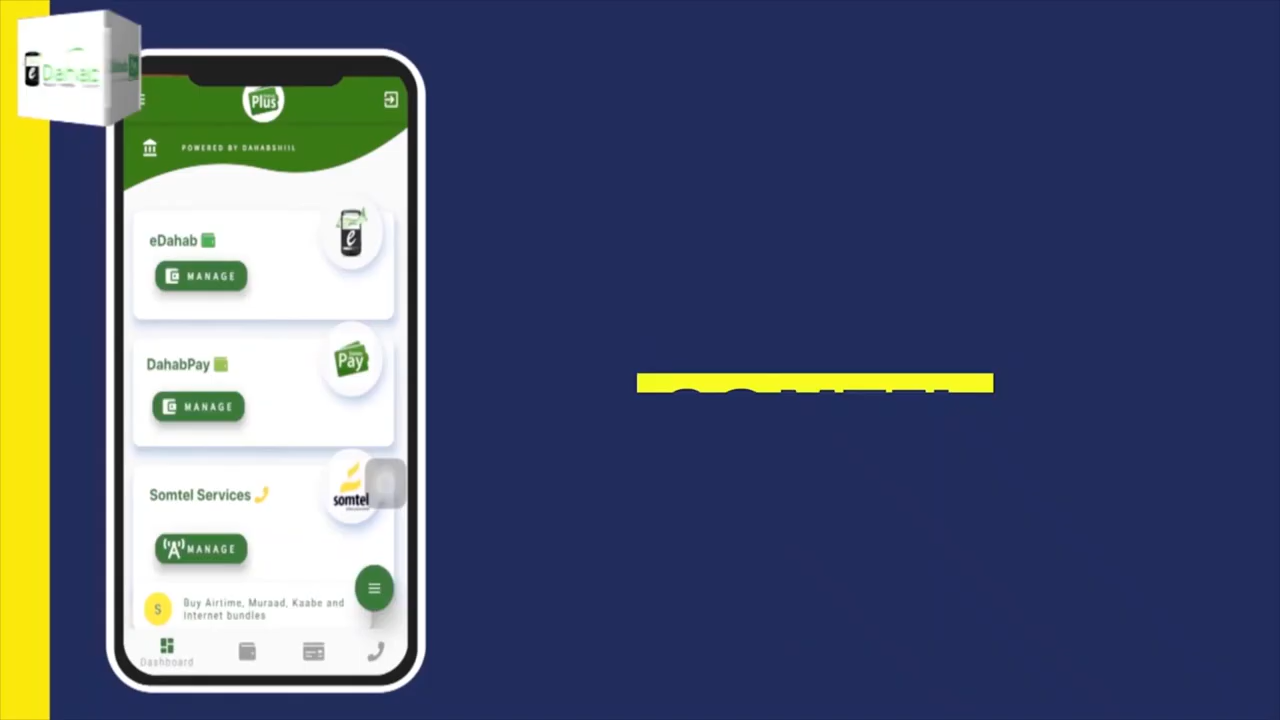 e Dahab
Plus
POWERED BY DAHABSHIIL
eDahab
e
MANAGE
DahabPay
Pay
MANAGE
Somtel Services
somtel
MANAGE
S
Buy Airtime, Muraad, Kaabe and
Internet bundles
Dashboard